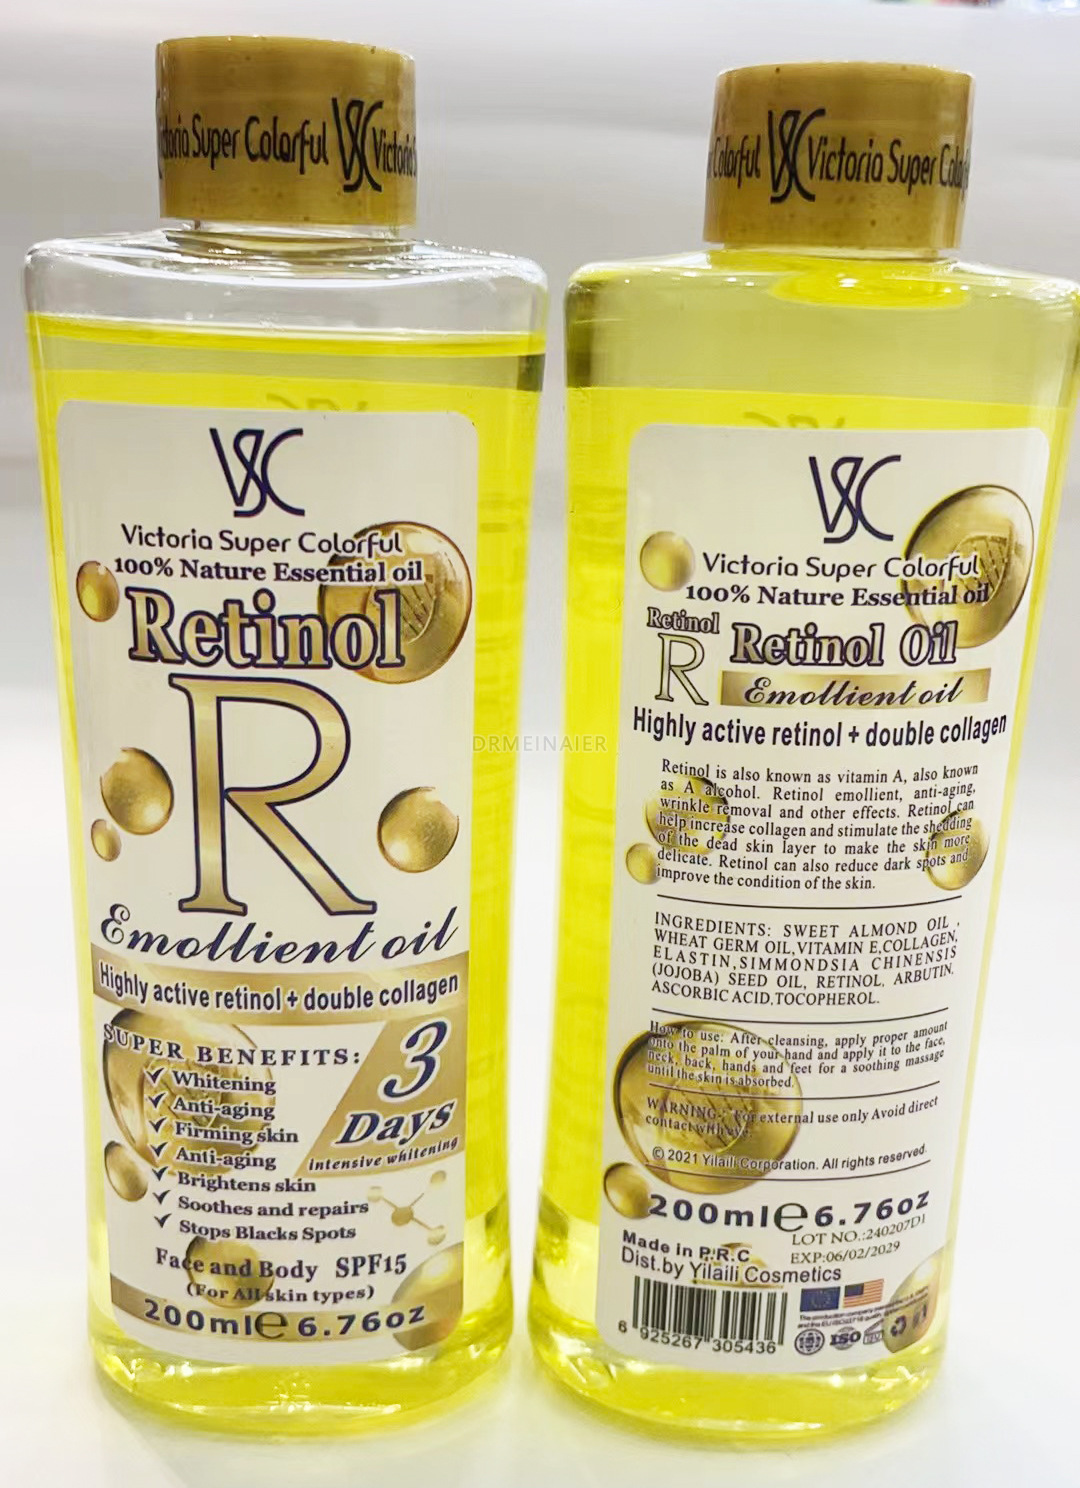 Victoria Super Colorful VSC Victoria
VSC
Victoria Super Colorful
100% Nature Essential oil
Retinol
R
Emollient oil
Highly active retinol + double collagen
SUPER BENEFITS:
Whitening
Anti-aging
Firming skin
Anti-aging
Brightens skin
Soothes and repairs
Stops Blacks Spots
3
Days
intensive whitening
Face and Body SPF15
(For All skin types)
200ml e 6.76oz
DRMEINAIER
Colorful VSC Victoria Super
VSC
Victoria Super Colorful
100% Nature Essential oil
Retinol
R
Retinol Oil
Emollient oil
Highly active retinol + double collagen
Retinol is also known as vitamin A, also known
as A alcohol. Retinol emollient, anti-aging,
wrinkle removal and other effects. Retinol can
help increase collagen and stimulate the shedding
of the dead skin layer to make the skin more
delicate. Retinol can also reduce dark spots and
improve the condition of the skin.
INGREDIENTS: SWEET ALMOND OIL ,
WHEAT GERM OIL,VITAMIN E,COLLAGEN,
ELASTIN,SIMMONDSIA CHINENSIS
(JOJOBA) SEED OIL, RETINOL, ARBUTIN,
ASCORBIC ACID,TOCOPHEROL.
How to use: After cleansing, apply proper amount
onto the palm of your hand and apply it to the face,
neck, back, hands and feet for a soothing massage
until the skin is absorbed.
WARNING: For external use only Avoid direct
contact with eye.
© 2021 Yilaili Corporation. All rights reserved.
200ml e 6.76oz
LOT NO.:240207D1
EXP:06/02/2029
Made in P.R.C
Dist.by Yilaili Cosmetics
6 925267 305436
ISO